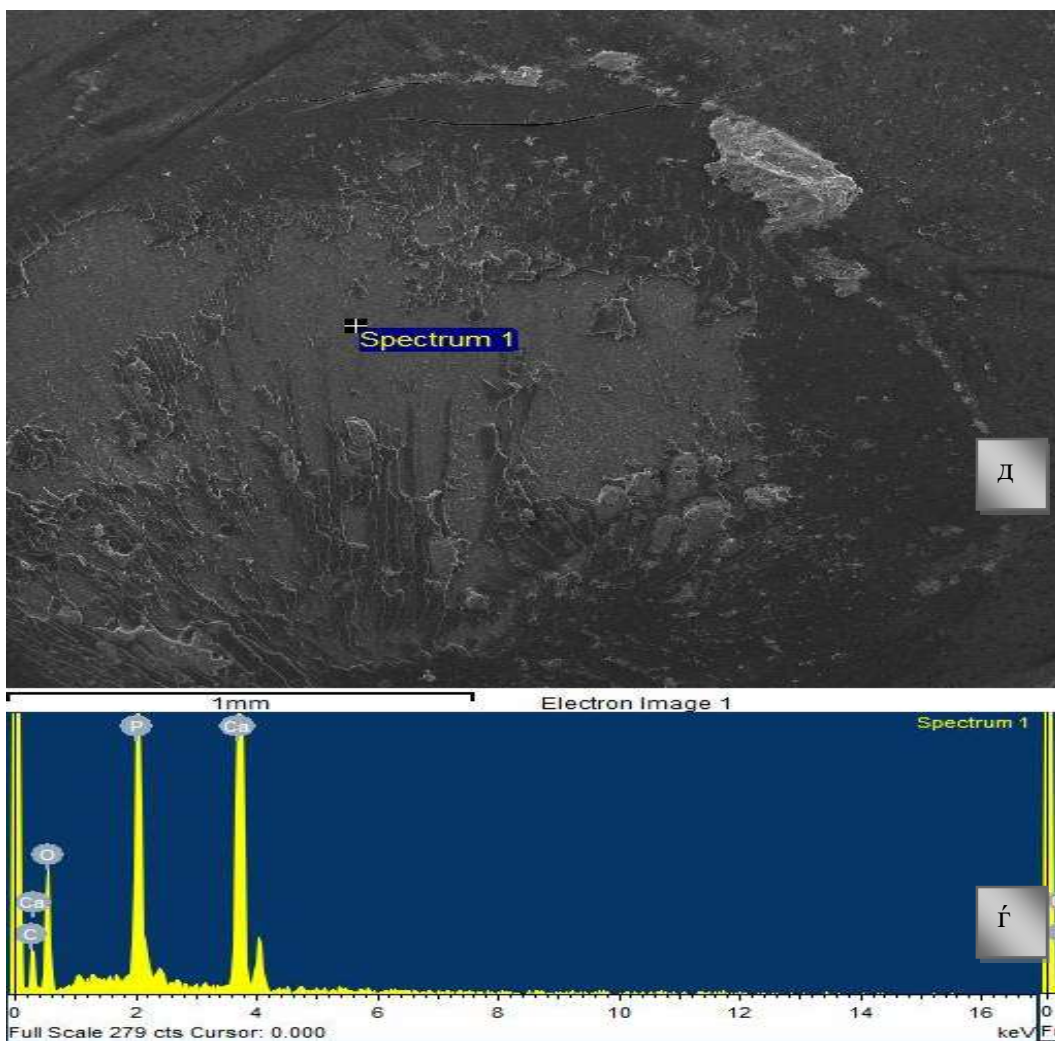 Spectrum 1
д
1mm
Electron Image 1
Spectrum 1
P
Ca
O
Ca
C
ѓ
0 2 4 6 8 10 12 14 16 0
Full Scale 279 cts Cursor: 0.000
keV